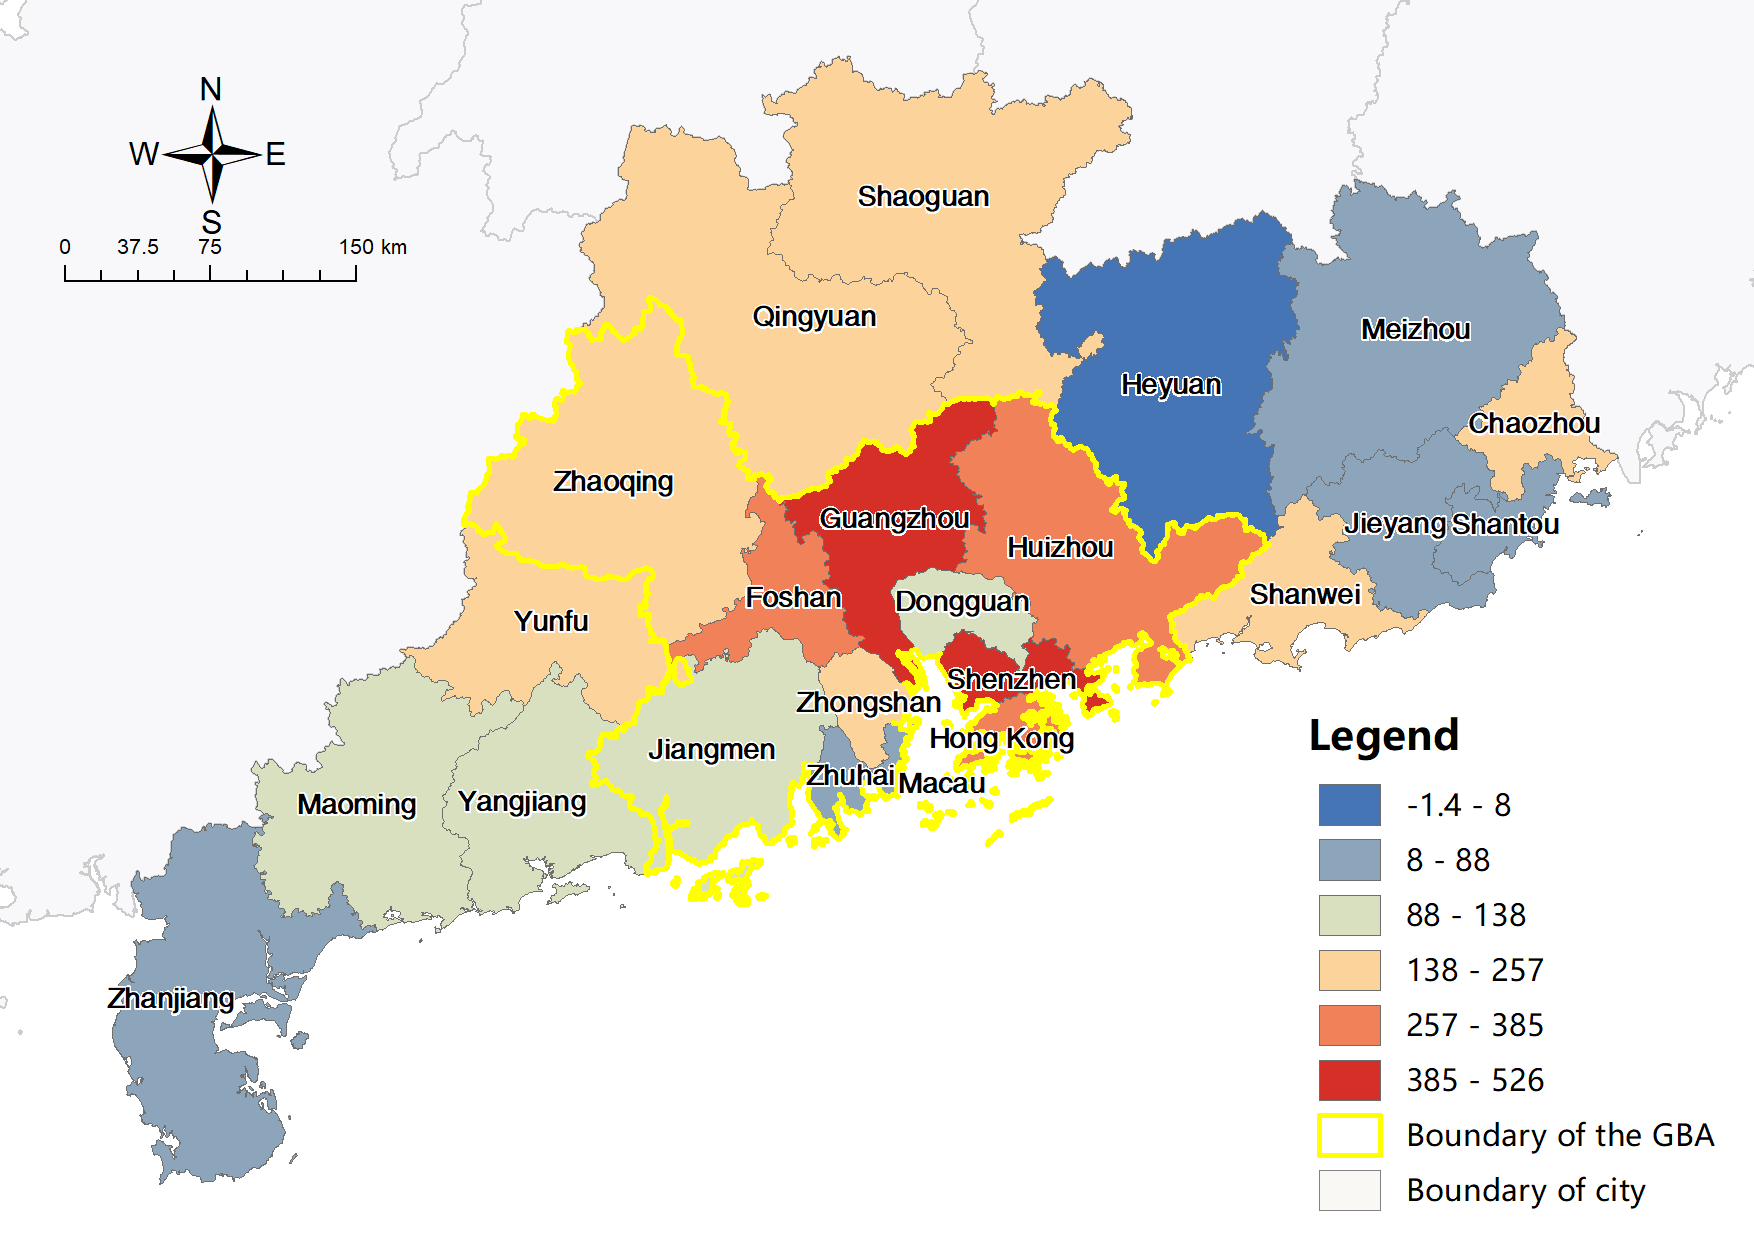 N
W E
S
0 37.5 75 150 km
Shaoguan
Qingyuan
Meizhou
Heyuan
Chaozhou
Zhaoqing
Guangzhou
Jieyang Shantou
Huizhou
Shanwei
Foshan
Dongguan
Yunfu
Shenzhen
Zhongshan
Hong Kong
Jiangmen
Zhuhai
Macau
Maoming
Yangjiang
Zhanjiang
Legend
-1.4 - 8
8 - 88
88 - 138
138 - 257
257 - 385
385 - 526
Boundary of the GBA
Boundary of city